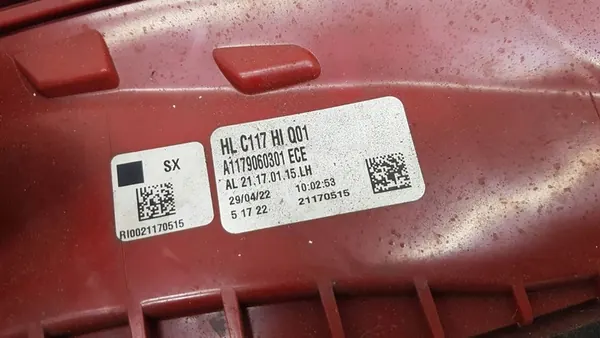 SX
RI0021170515
HL C117 HI Q01
A1179060301 ECE
AL 21.17.01.15.LH
29/04/22 10:02:53
5 17 22 21170515